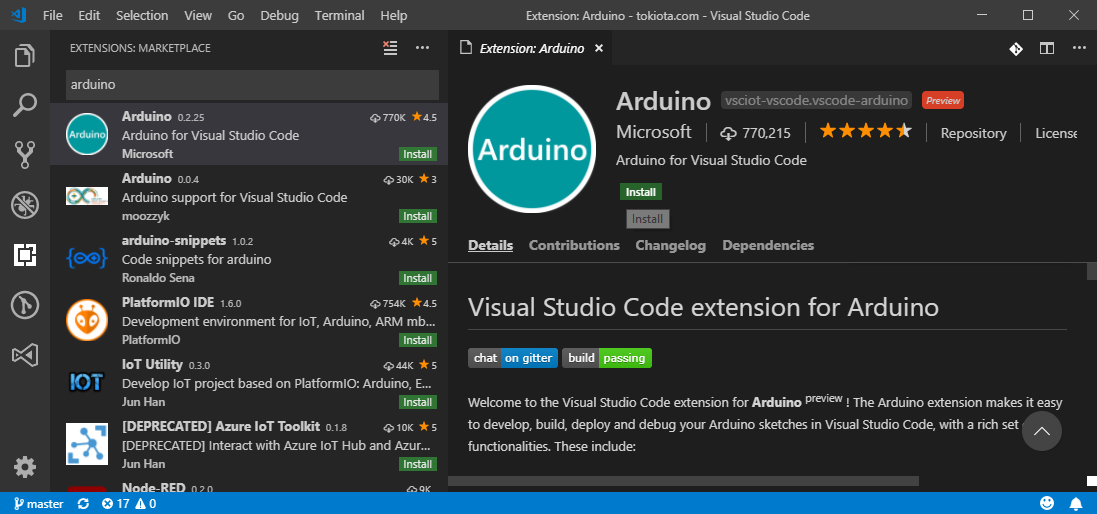 File Edit Selection View Go Debug Terminal Help Extension: Arduino - tokiota.com - Visual Studio Code
EXTENSIONS: MARKETPLACE
arduino
Arduino 0.2.25 770K ★4.5
Arduino for Visual Studio Code
Microsoft Install
Arduino 0.0.4 30K ★3
Arduino support for Visual Studio Code
moozzyk Install
arduino-snippets 1.0.2 4K ★5
Code snippets for arduino
Ronaldo Sena Install
PlatformIO IDE 1.6.0 754K ★4.5
Development environment for IoT, Arduino, ARM mb...
PlatformIO Install
IOT
IoT Utility 0.3.0 44K ★5
Develop IoT project based on PlatformIO: Arduino, E...
Jun Han Install
[DEPRECATED] Azure IoT Toolkit 0.1.8 10K ★5
[DEPRECATED] Interact with Azure IoT Hub and Azur...
Jun Han Install
Node-RED 0.2.0 9K
Extension: Arduino
Arduino
Arduino
Arduino vsciot-vscode.vscode-arduino Preview
Microsoft 770,215 Repository License
Arduino for Visual Studio Code
Install
Install
Details Contributions Changelog Dependencies
Visual Studio Code extension for Arduino
chat on gitter build passing
Welcome to the Visual Studio Code extension for Arduino preview ! The Arduino extension makes it easy
to develop, build, deploy and debug your Arduino sketches in Visual Studio Code, with a rich set
functionalities. These include:
master 17 0